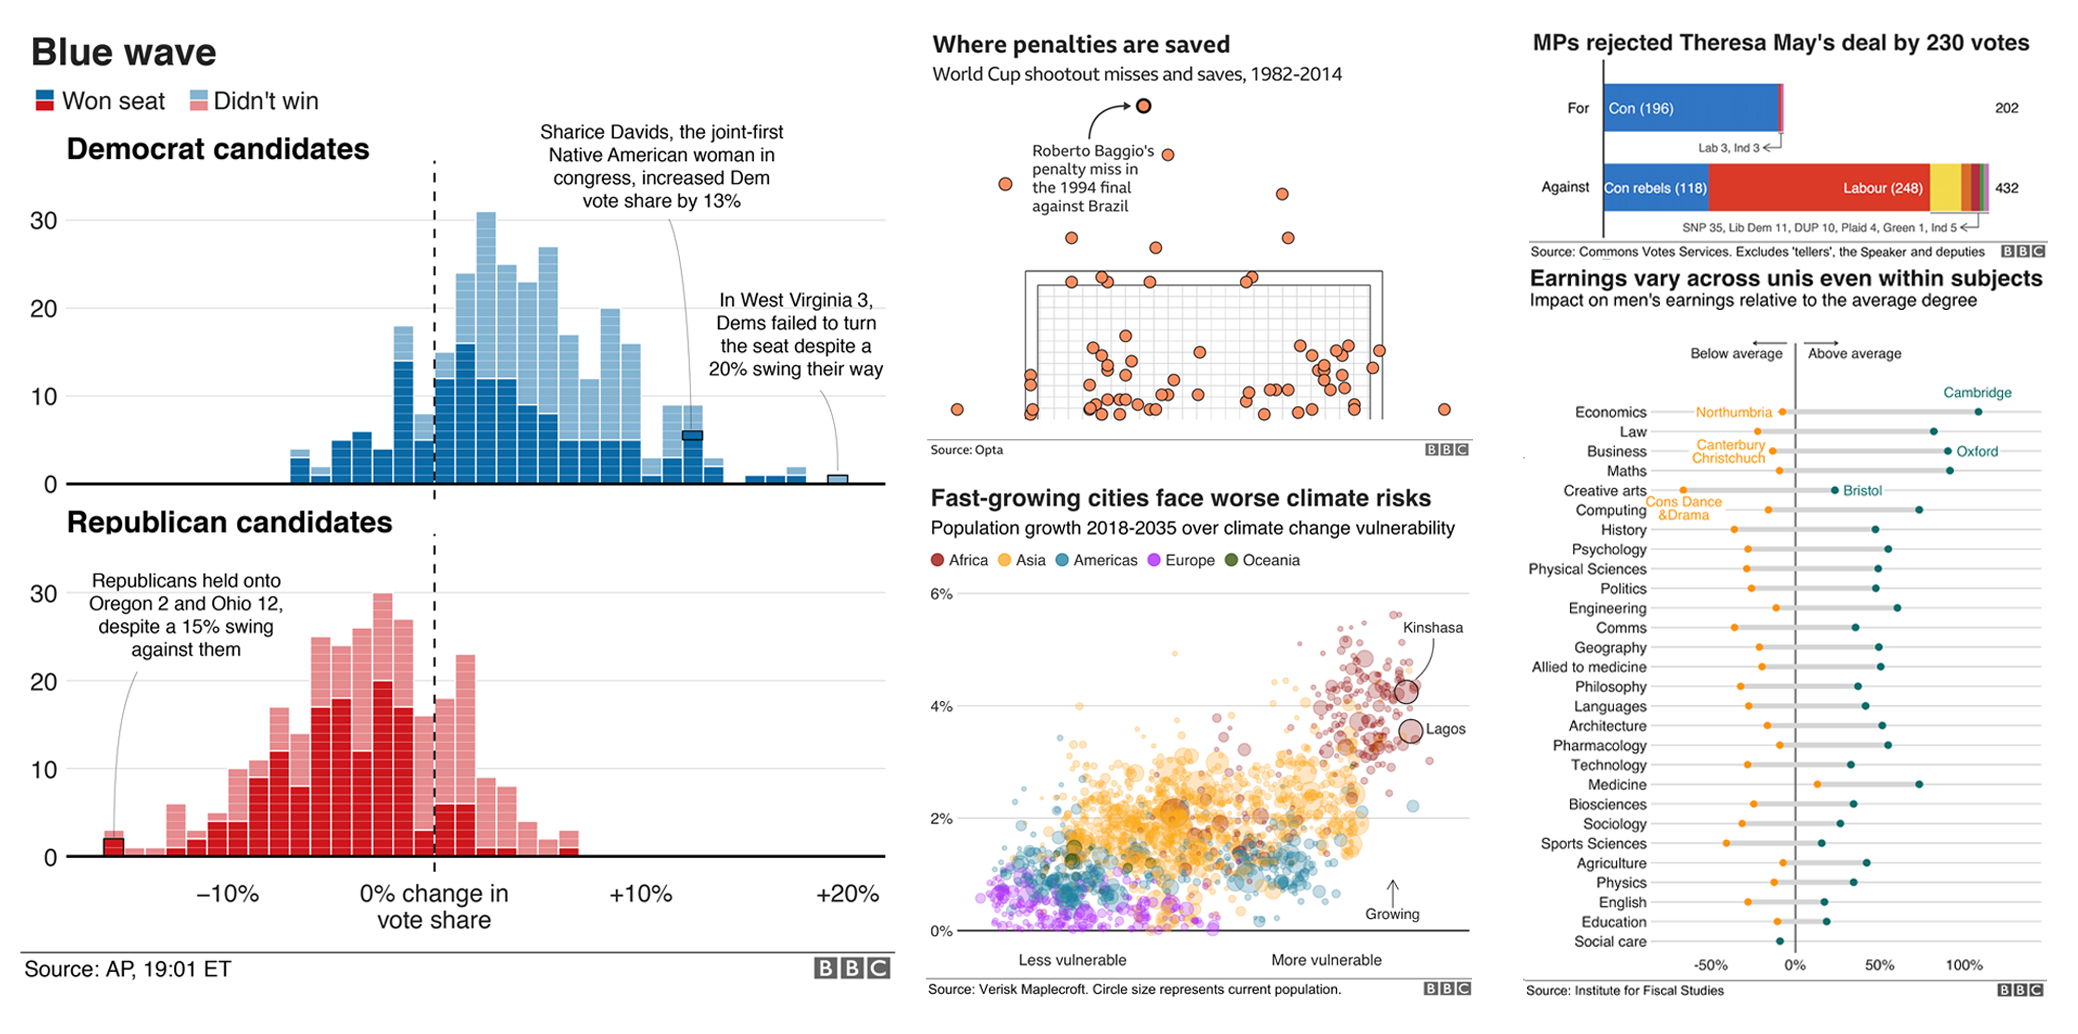 Blue wave
Won seat
Didn't win
Democrat candidates
Sharice Davids, the joint-first
Native American woman in
congress, increased Dem
vote share by 13%
In West Virginia 3,
Dems failed to turn
the seat despite a
20% swing their way
30
20
10
0
Republican candidates
Republicans held onto
Oregon 2 and Ohio 12,
despite a 15% swing
against them
30
20
10
0
–10%
0% change in
vote share
+10%
+20%
Source: AP, 19:01 ET
BBC
Where penalties are saved
World Cup shootout misses and saves, 1982-2014
Roberto Baggio's
penalty miss in
the 1994 final
against Brazil
Source: Opta
BBC
Fast-growing cities face worse climate risks
Population growth 2018-2035 over climate change vulnerability
Africa
Asia
Americas
Europe
Oceania
6%
4%
2%
0%
Kinshasa
Lagos
Growing
Less vulnerable
More vulnerable
Source: Verisk Maplecroft. Circle size represents current population.
BBC
MPs rejected Theresa May's deal by 230 votes
For
Con (196)
202
Lab 3, Ind 3
Against
Con rebels (118)
Labour (248)
432
SNP 35, Lib Dem 11, DUP 10, Plaid 4, Green 1, Ind 5
Source: Commons Votes Services. Excludes 'tellers', the Speaker and deputies
BBC
Earnings vary across unis even within subjects
Impact on men's earnings relative to the average degree
Below average
Above average
Cambridge
Economics
Northumbria
Law
Business
Canterbury
Christchuch
Oxford
Maths
Creative arts
Bristol
Cons Dance
&Drama
Computing
History
Psychology
Physical Sciences
Politics
Engineering
Comms
Geography
Allied to medicine
Philosophy
Languages
Architecture
Pharmacology
Technology
Medicine
Biosciences
Sociology
Sports Sciences
Agriculture
Physics
English
Education
Social care
-50%
0%
50%
100%
Source: Institute for Fiscal Studies
BBC